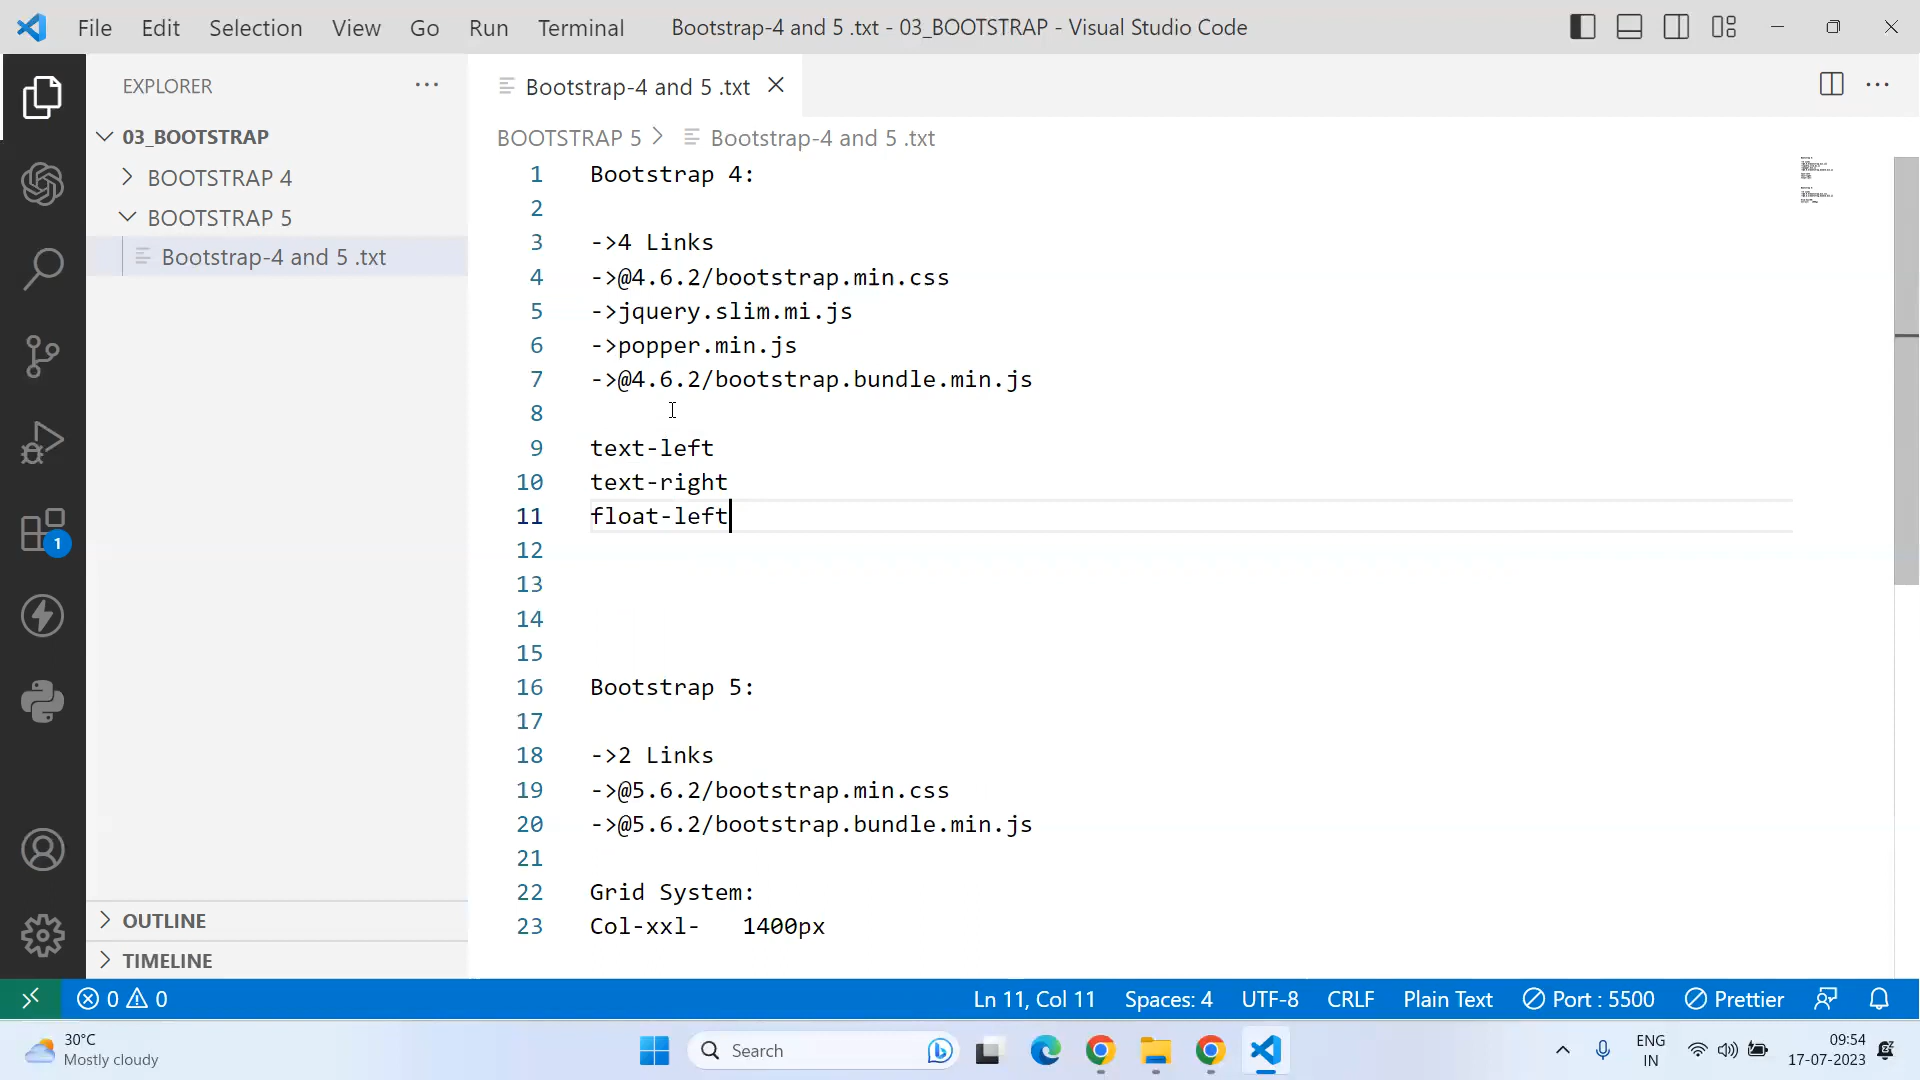 File Edit Selection View Go Run Terminal Bootstrap-4 and 5 .txt - 03_BOOTSTRAP - Visual Studio Code
EXPLORER
03_BOOTSTRAP
BOOTSTRAP 4
BOOTSTRAP 5
Bootstrap-4 and 5 .txt
OUTLINE
TIMELINE
1
Bootstrap-4 and 5 .txt
BOOTSTRAP 5 > Bootstrap-4 and 5 .txt
1 Bootstrap 4:
2
3 ->4 Links
4 ->@4.6.2/bootstrap.min.css
5 ->jquery.slim.mi.js
6 ->popper.min.js
7 ->@4.6.2/bootstrap.bundle.min.js
8
9 text-left
10 text-right
11 float-left
12
13
14
15
16 Bootstrap 5:
17
18 ->2 Links
19 ->@5.6.2/bootstrap.min.css
20 ->@5.6.2/bootstrap.bundle.min.js
21
22 Grid System:
23 Col-xxl- 1400px
0 0 Ln 11, Col 11 Spaces: 4 UTF-8 CRLF Plain Text Port : 5500 Prettier
30°C
Mostly cloudy
Search
ENG
IN
09:54
17-07-2023